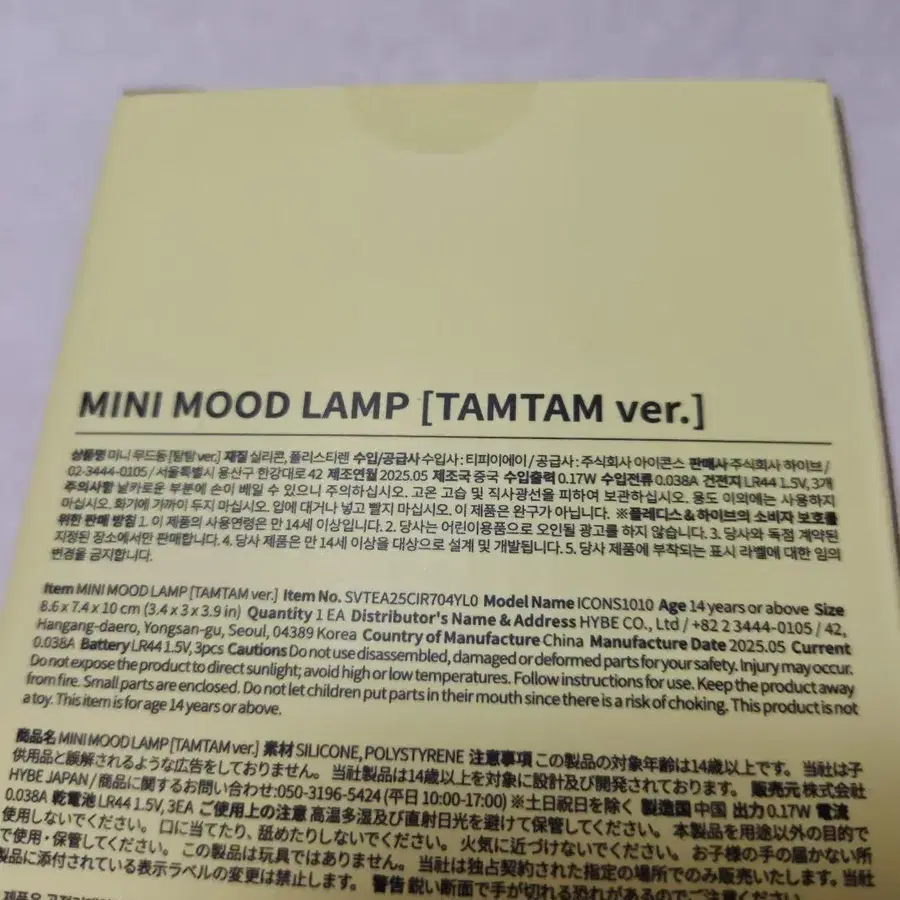 MINI MOOD LAMP [TAMTAM ver.]
상품명 미니 무드등 [탐탐 ver.] 재질 실리콘, 폴리스티렌 수입/공급사 수입사 : 티피이에이 / 공급사 : 주식회사 아이콘스 판매사 주식회사 하이브 /
02-3444-0105 / 서울특별시 용산구 한강대로 42 제조연월 2025.05 제조국 중국 수입출력 0.17W 수입전류 0.038A 건전지 LR44 1.5V, 3개
주의사항 날카로운 부분에 손이 베일 수 있으니 주의하십시오. 고온 고습 및 직사광선을 피하여 보관하십시오. 용도 이외에는 사용하지
마십시오. 화기에 가까이 두지 마십시오. 입에 대거나 넣고 빨지 마십시오. 이 제품은 완구가 아닙니다. ※플레디스&하이브의 소비자 보호를
위한 판매 방침 1. 이 제품의 사용연령은 만 14세 이상입니다. 2. 당사는 어린이용품으로 오인될 광고를 하지 않습니다. 3. 당사와 독점 계약된
지정된 장소에서만 판매합니다. 4. 당사 제품은 만 14세 이상을 대상으로 설계 및 개발됩니다. 5. 당사 제품에 부착되는 표시 라벨에 대한 임의
변경을 금지합니다.
Item MINI MOOD LAMP [TAMTAM ver.] Item No. SVTEA25CIR704YL0 Model Name ICONS1010 Age 14 years or above Size
8.6 x 7.4 x 10 cm (3.4 x 3 x 3.9 in) Quantity 1 EA Distributor's Name & Address HYBE CO., Ltd / +82 2 3444-0105 / 42,
Hangang-daero, Yongsan-gu, Seoul, 04389 Korea Country of Manufacture China Manufacture Date 2025.05 Current
0.038A Battery LR44 1.5V, 3pcs Cautions Do not use disassembled, damaged or deformed parts for your safety. Injury may occur.
Do not expose the product to direct sunlight; avoid high or low temperatures. Follow instructions for use. Keep the product away
from fire. Small parts are enclosed. Do not let children put parts in their mouth since there is a risk of choking. This product is not
a toy. This item is for age 14 years or above.
商品名 MINI MOOD LAMP [TAMTAM ver.] 素材 SILICONE, POLYSTYRENE 注意事項 この製品の対象年齢は14歳以上です。 当社は子
供用品と誤解されるような広告をしておりません。 当社製品は14歳以上を対象に設計及び開発されております。 販売元 株式会社
HYBE JAPAN / 商品に関するお問い合わせ:050-3196-5424 (平日 10:00-17:00) ※土日祝日を除く 製造国 中国 出力 0.17W 電流
0.038A 乾電池 LR44 1.5V, 3EA ご使用上の注意 高温多湿及び直射日光を避けて保管してください。 本製品を用途以外の目的で
使用しないでください。 口に当てたり、舐めたりしないでください。 火気に近づけないでください。 お子様の手の届かない所
で使用・保管してください。 この製品は玩具ではありません。 当社は独占契約された指定の場所でのみ販売いたします。 当社
製品に添付されている表示ラベルの変更は禁止します。 警告 鋭い断面で手が切れる恐れがあるのでご注意ください。